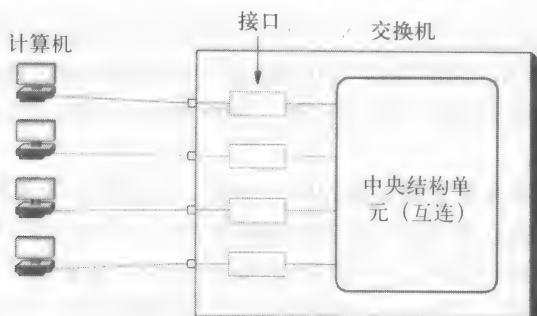 接口
交换机
计算机
中央结构单
元（互连）